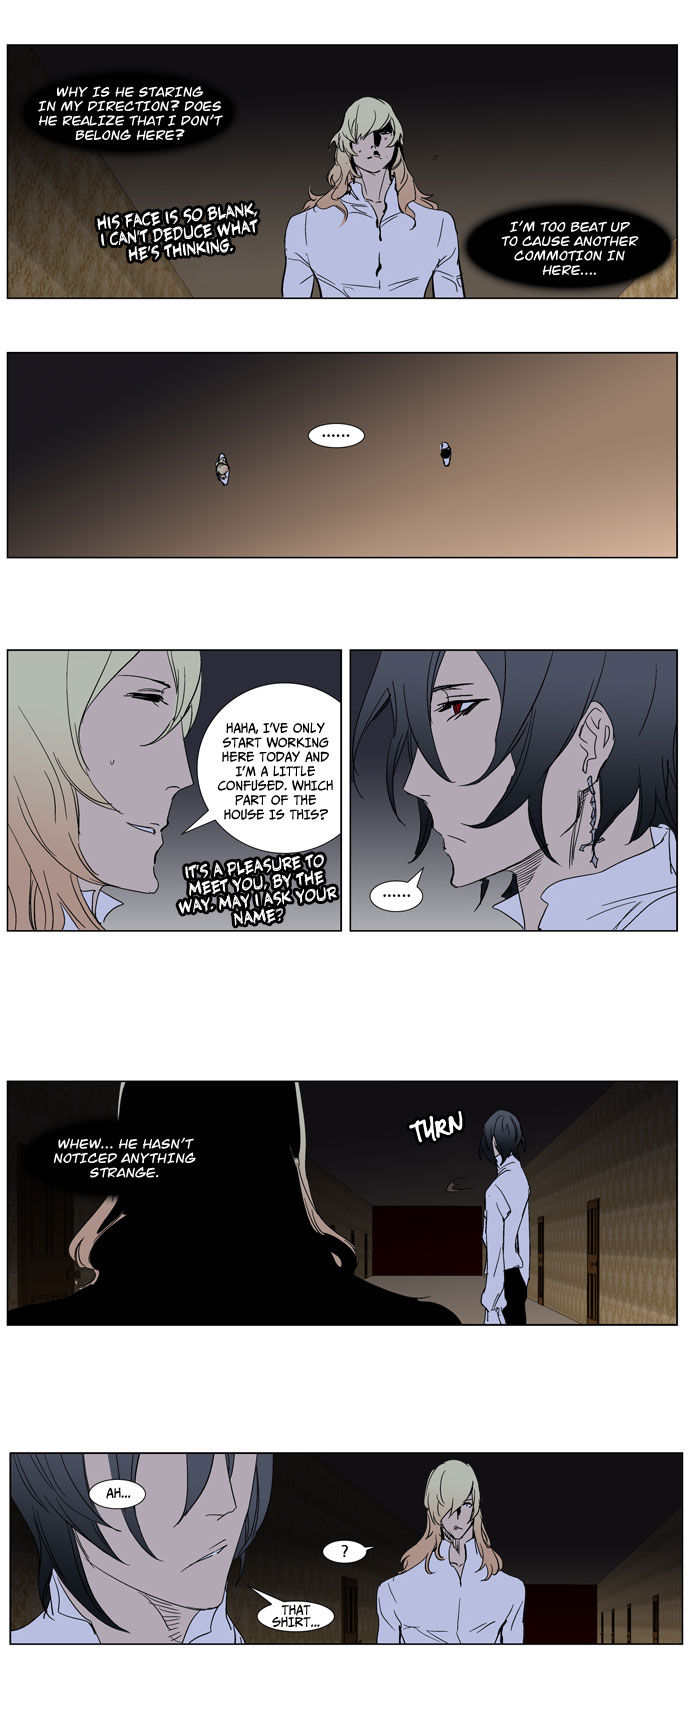 WHY IS HE STARING
IN MY DIRECTION? DOES
HE REALIZE THAT I DON'T
BELONG HERE?
HIS FACE IS SO BLANK,
I CAN'T DEDUCE WHAT
HE'S THINKING.
I'M TOO BEAT UP
TO CAUSE ANOTHER
COMMOTION IN
HERE....
......
HAHA, I'VE ONLY
START WORKING
HERE TODAY AND
I'M A LITTLE
CONFUSED. WHICH
PART OF THE
HOUSE IS THIS?
IT'S A PLEASURE TO
MEET YOU, BY THE
WAY, MAY I ASK YOUR
NAME?
......
WHEW... HE HASN'T
NOTICED ANYTHING
STRANGE.
TURN
AH...
?
THAT
SHIRT...